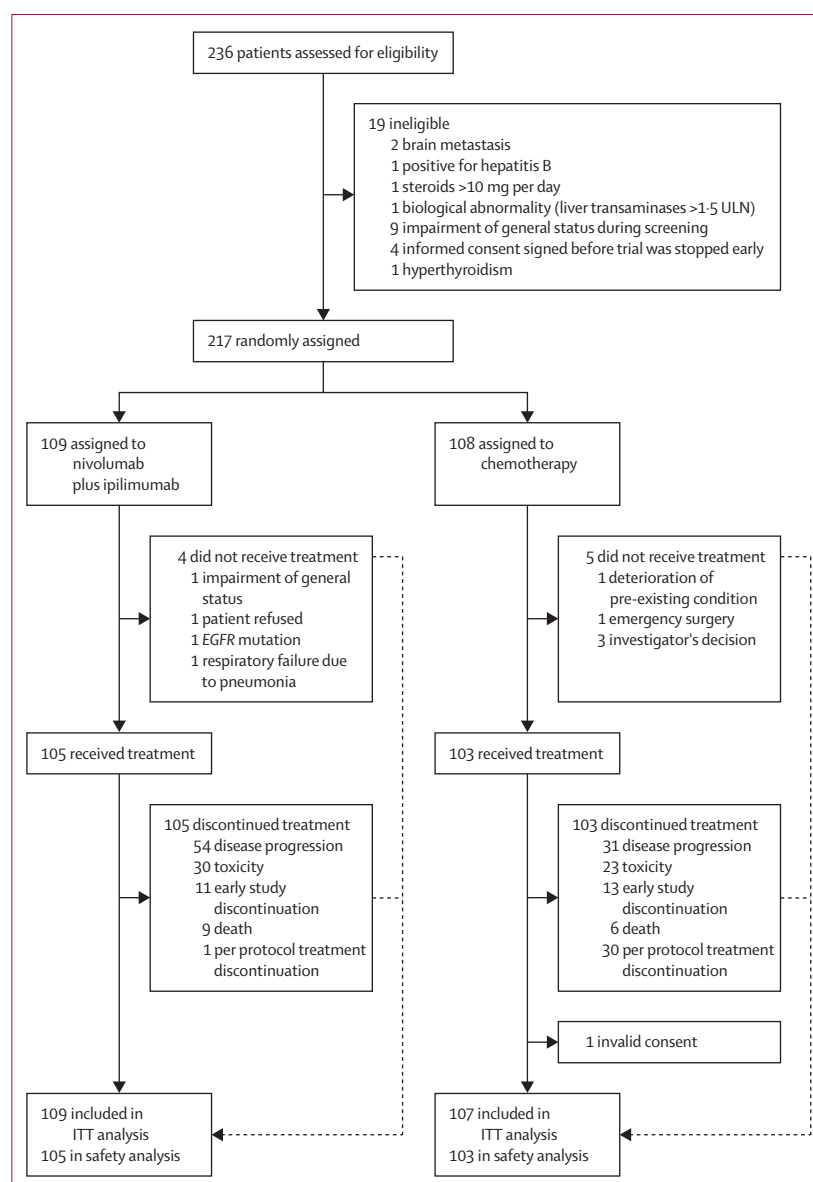 236 patients assessed for eligibility
19 ineligible
2 brain metastasis
1 positive for hepatitis B
1 steroids >10 mg per day
1 biological abnormality (liver transaminases >1·5 ULN)
9 impairment of general status during screening
4 informed consent signed before trial was stopped early
1 hyperthyroidism
217 randomly assigned
109 assigned to
nivolumab
plus ipilimumab
108 assigned to
chemotherapy
4 did not receive treatment
1 impairment of general
status
1 patient refused
1 EGFR mutation
1 respiratory failure due
to pneumonia
5 did not receive treatment
1 deterioration of
pre-existing condition
1 emergency surgery
3 investigator's decision
105 received treatment
103 received treatment
105 discontinued treatment
54 disease progression
30 toxicity
11 early study
discontinuation
9 death
1 per protocol treatment
discontinuation
103 discontinued treatment
31 disease progression
23 toxicity
13 early study
discontinuation
6 death
30 per protocol treatment
discontinuation
1 invalid consent
109 included in
ITT analysis
105 in safety analysis
107 included in
ITT analysis
103 in safety analysis